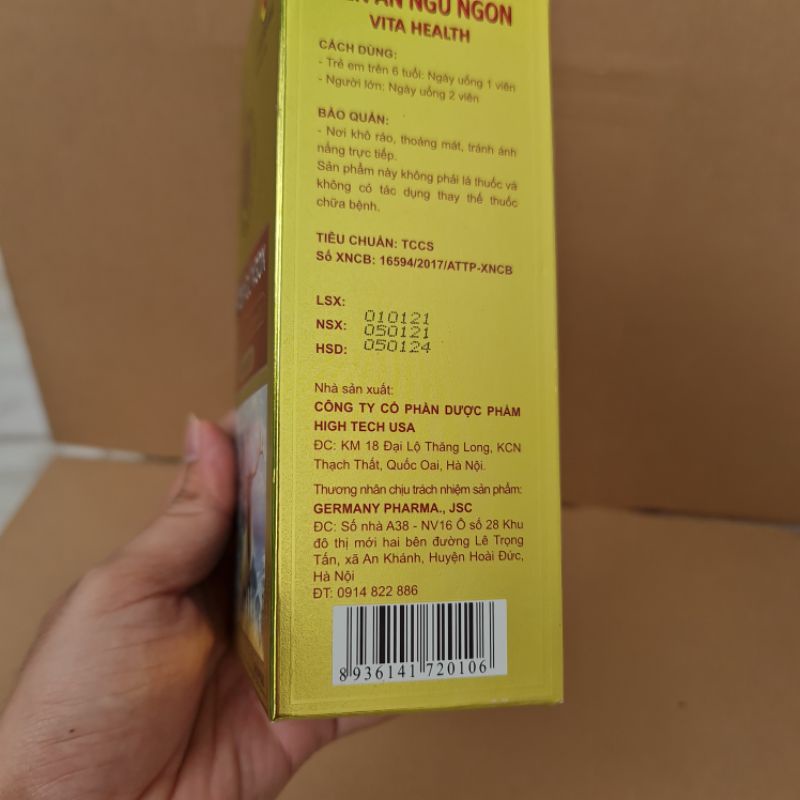 ĂN NGỦ NGON
VITA HEALTH
CÁCH DÙNG:
- Trẻ em trên 6 tuổi: Ngày uống 1 viên
- Người lớn: Ngày uống 2 viên
BẢO QUẢN:
- Nơi khô ráo, thoáng mát, tránh ánh
nắng trực tiếp.
Sản phẩm này không phải là thuốc và
không có tác dụng thay thế thuốc
chữa bệnh.
TIÊU CHUẨN: TCCS
Số XNCB: 16594/2017/ATTP-XNCB
LSX: 010121
NSX: 050121
HSD: 050124
Nhà sản xuất:
CÔNG TY CỔ PHẦN DƯỢC PHẨM
HIGH TECH USA
ĐC: KM 18 Đại Lộ Thăng Long, KCN
Thạch Thất, Quốc Oai, Hà Nội.
Thương nhân chịu trách nhiệm sản phẩm:
GERMANY PHARMA., JSC
ĐC: Số nhà A38 - NV16 Ô số 28 Khu
đô thị mới hai bên đường Lê Trọng
Tấn, xã An Khánh, Huyện Hoài Đức,
Hà Nội
ĐT: 0914 822 886
8 936141 720106